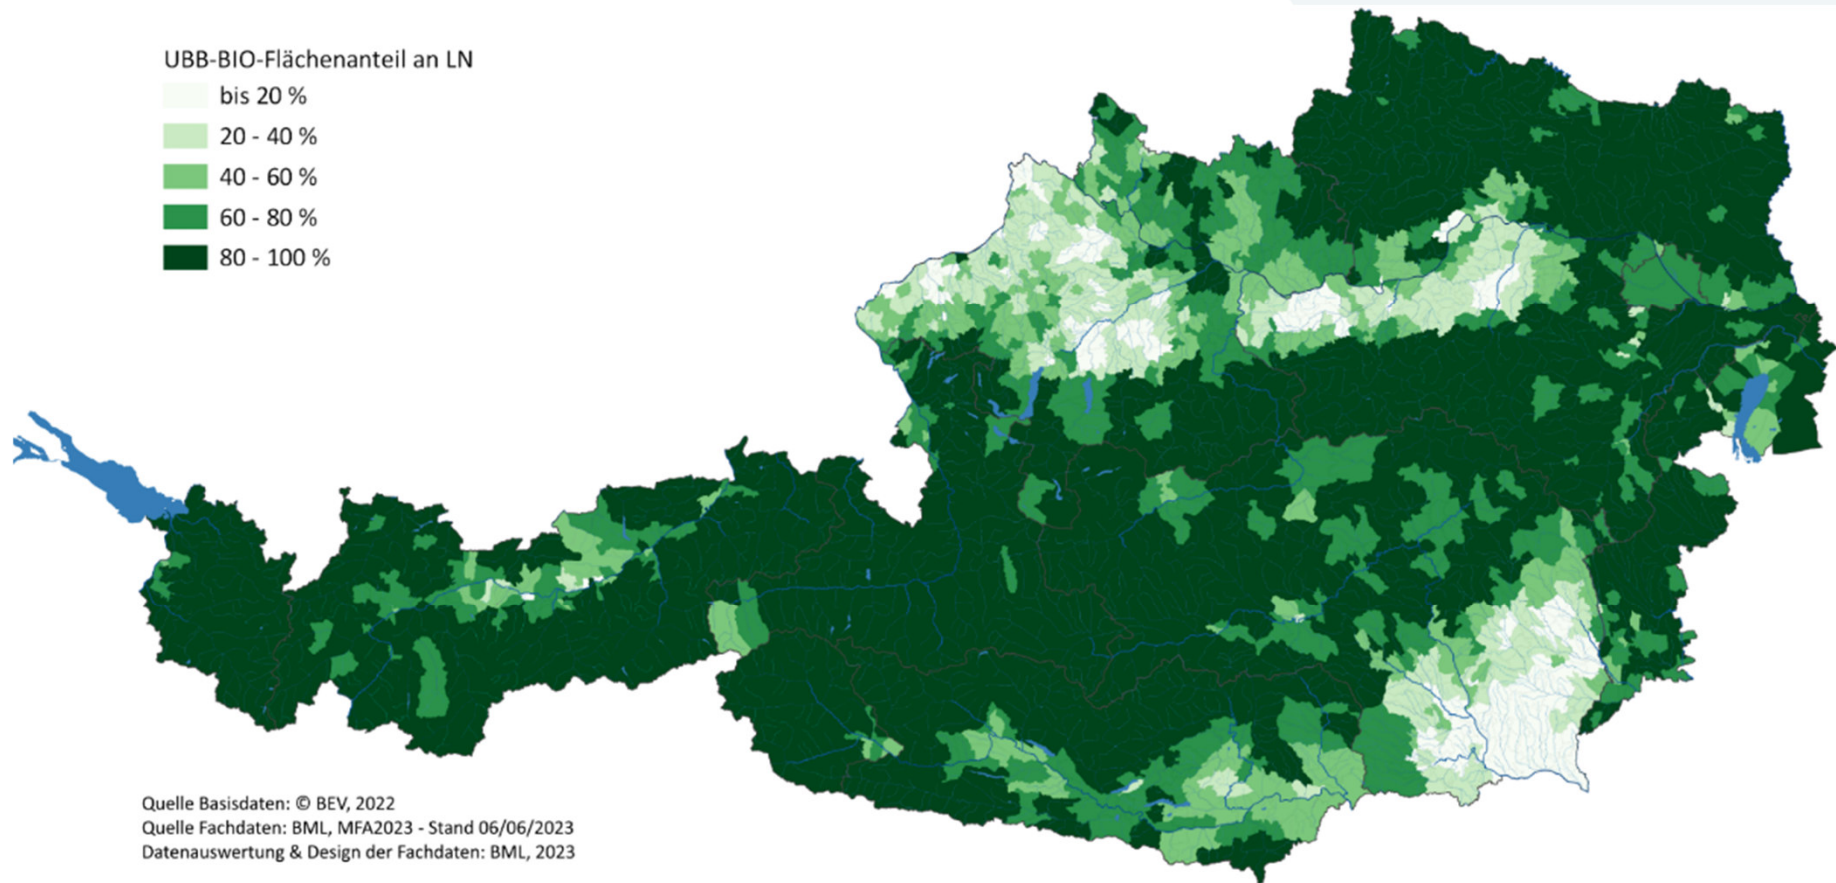 UBB-BIO-Flächenanteil an LN
bis 20 %
20 - 40 %
40 - 60 %
60 - 80 %
80 - 100 %
Quelle Basisdaten: © BEV, 2022
Quelle Fachdaten: BML, MFA2023 - Stand 06/06/2023
Datenauswertung & Design der Fachdaten: BML, 2023